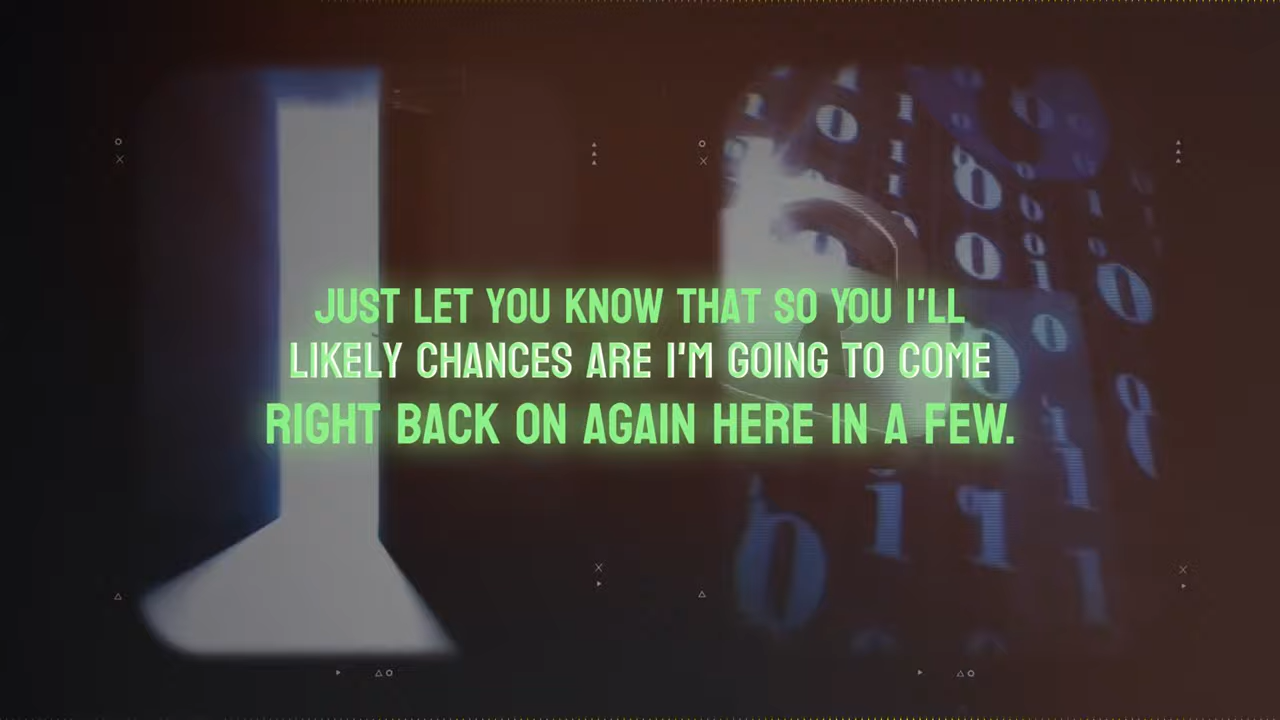 JUST LET YOU KNOW THAT SO YOU I'LL
LIKELY CHANCES ARE I'M GOING TO COME
RIGHT BACK ON AGAIN HERE IN A FEW.